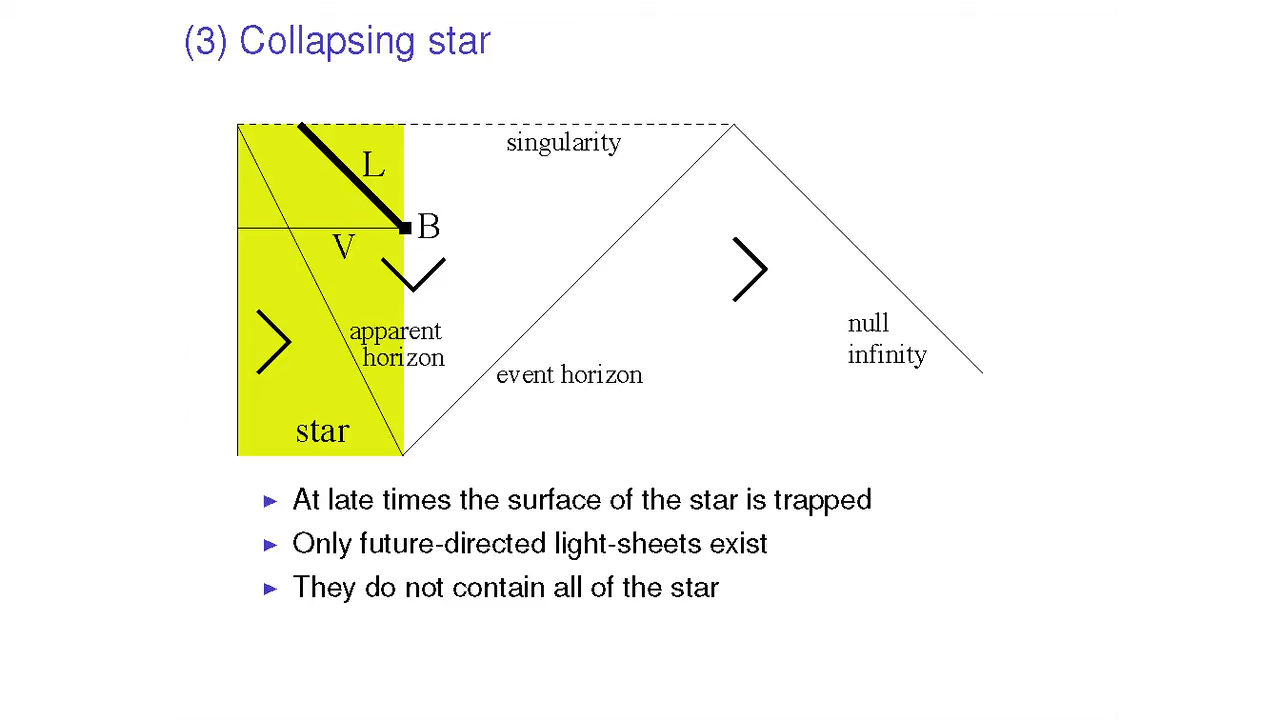 (3) Collapsing star
singularity
L
B
V
apparent
horizon
null
infinity
event horizon
star
At late times the surface of the star is trapped
Only future-directed light-sheets exist
They do not contain all of the star